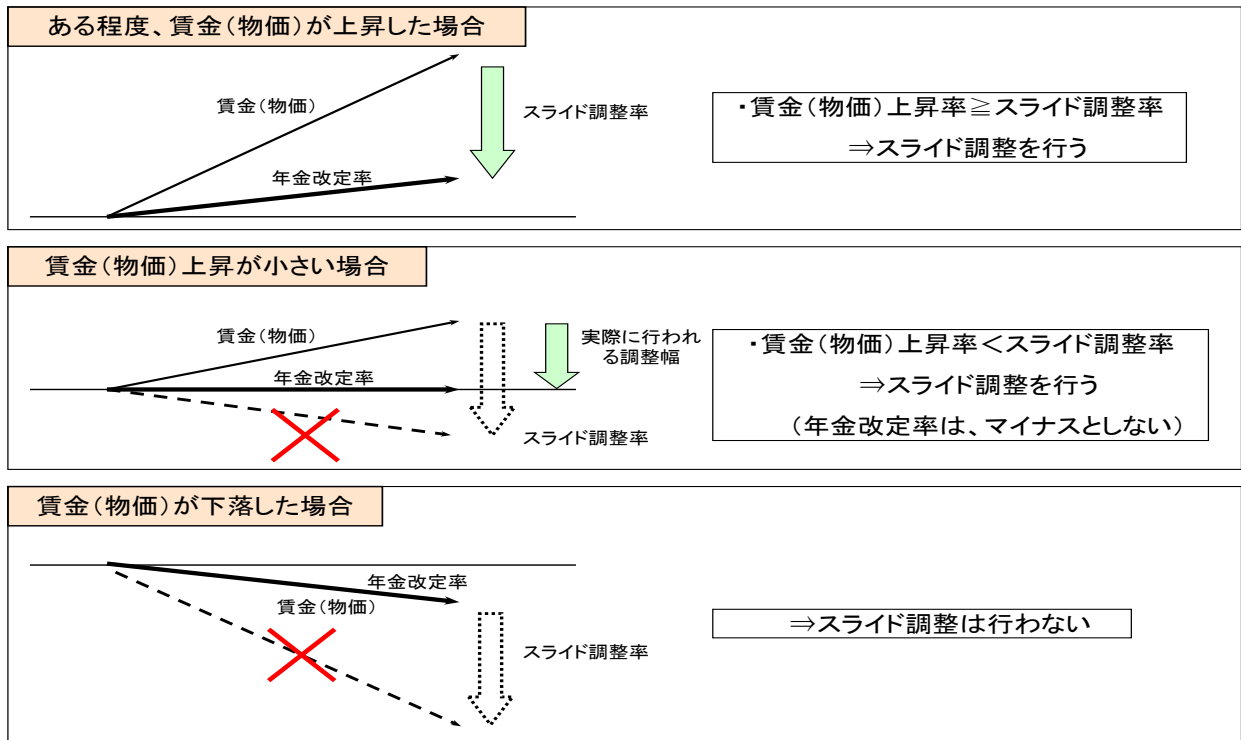 ある程度、賃金(物価)が上昇した場合
賃金(物価)
スライド調整率
年金改定率
・賃金(物価)上昇率≧スライド調整率
⇒スライド調整を行う
賃金(物価)上昇が小さい場合
賃金(物価)
年金改定率
実際に行われ
る調整幅
スライド調整率
・賃金(物価)上昇率<スライド調整率
⇒スライド調整を行う
(年金改定率は、マイナスとしない)
賃金(物価)が下落した場合
年金改定率
賃金(物価)
スライド調整率
⇒スライド調整は行わない